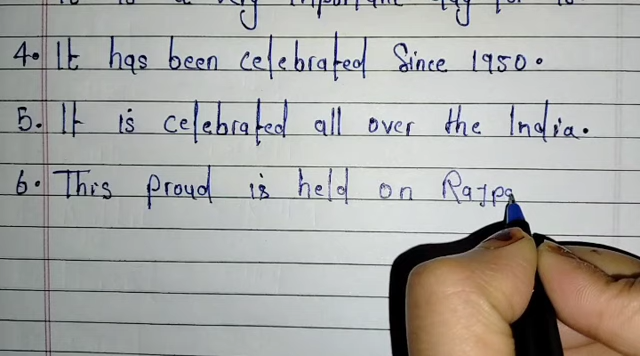 4. It has been celebrated Since 1950.
5. It is celebrated all over the India.
6. This proud is held on Rajpa